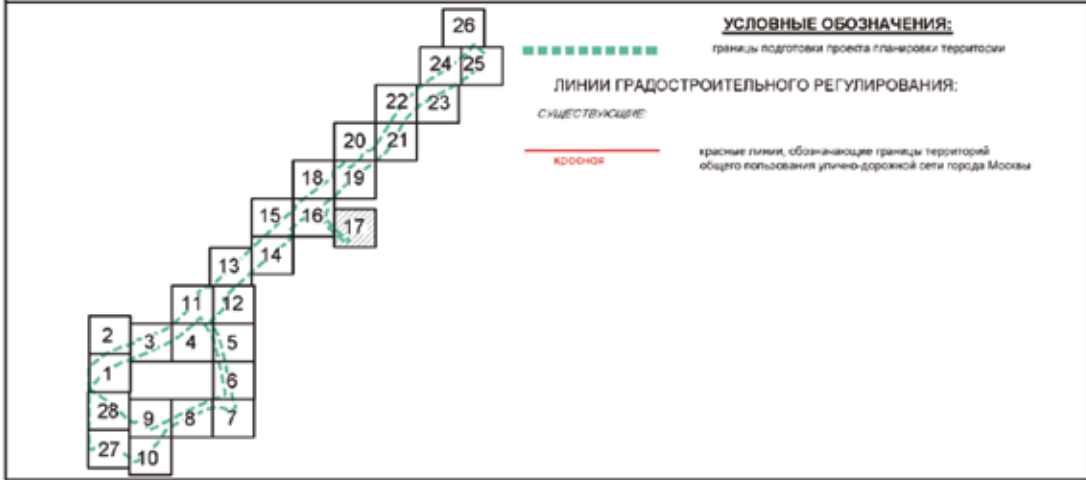 26
24 25
22 23
20 21
18 19
15 16 17
14
13
11 12
2 3 4 5
1 6
28 9 8 7
27 10
УСЛОВНЫЕ ОБОЗНАЧЕНИЯ:
границы подготовки проекта планировки территории
ЛИНИИ ГРАДОСТРОИТЕЛЬНОГО РЕГУЛИРОВАНИЯ:
СУЩЕСТВУЮЩИЕ:
красная
красные линии, обозначающие границы территорий
общего пользования улично-дорожной сети города Москвы